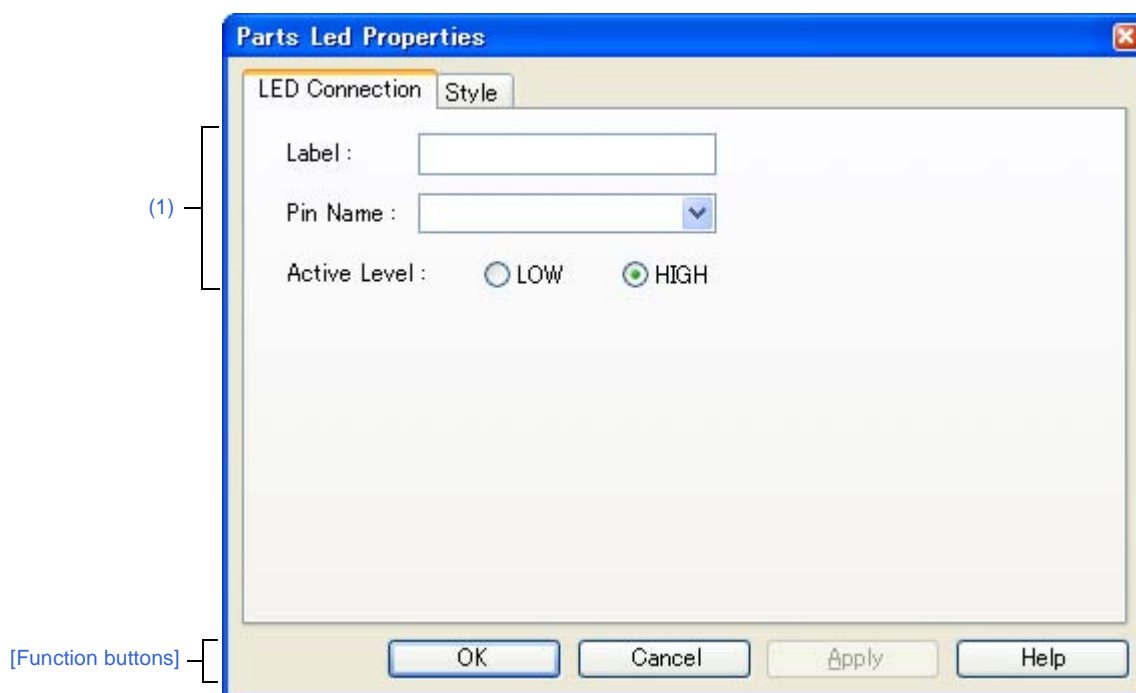 Parts Led Properties
LED Connection Style
Label :
(1)
Pin Name :
Active Level : LOW HIGH
[Function buttons]
OK Cancel Apply Help